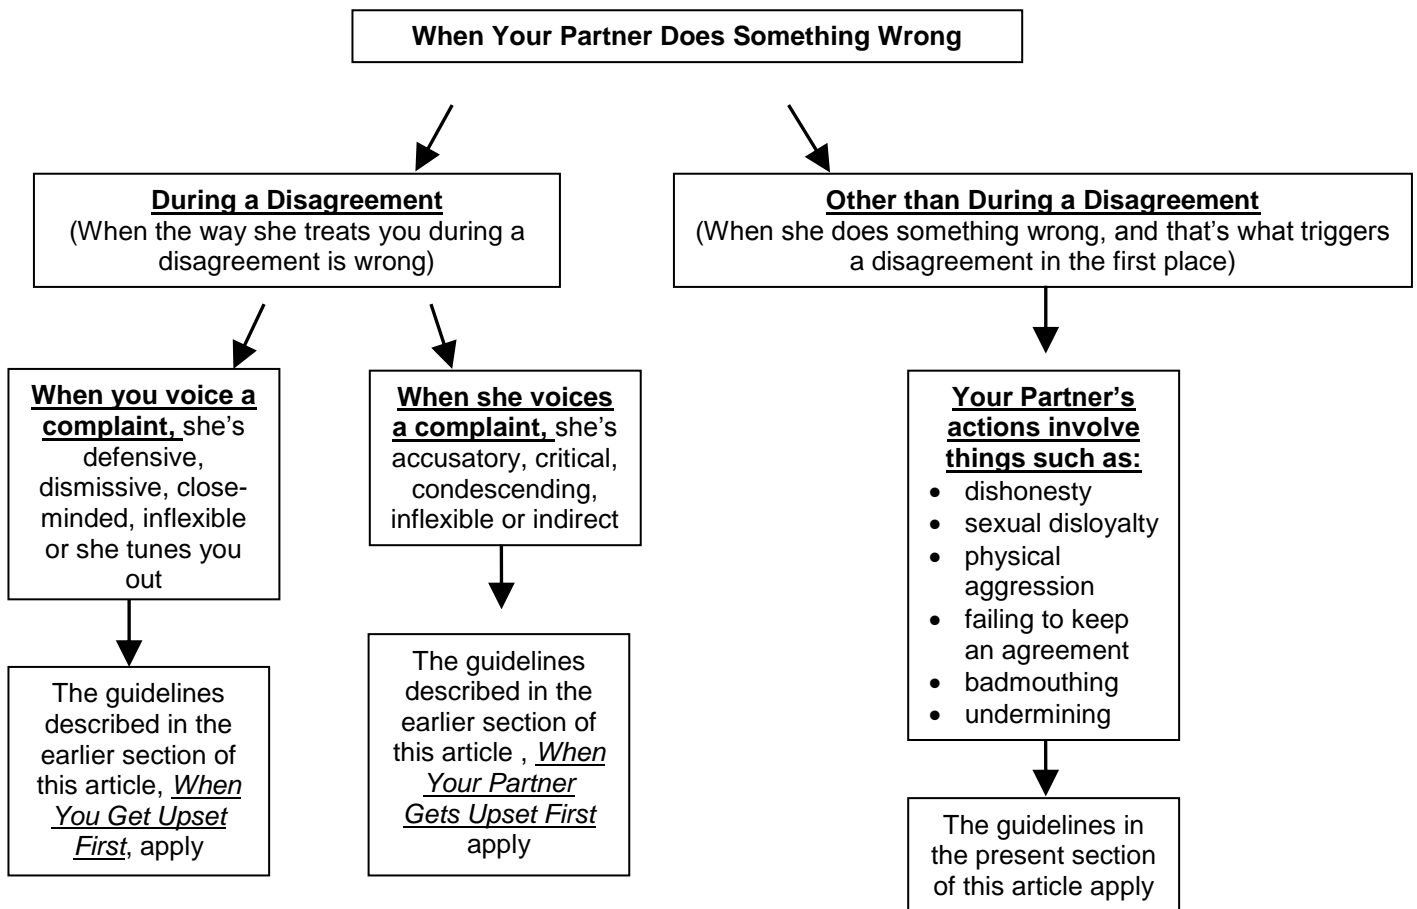 When Your Partner Does Something Wrong
During a Disagreement
(When the way she treats you during a
disagreement is wrong)
Other than During a Disagreement
(When she does something wrong, and that's what triggers
a disagreement in the first place)
When you voice a
complaint, she's
defensive,
dismissive, close-
minded, inflexible
or she tunes you
out
When she voices
a complaint, she's
accusatory, critical,
condescending,
inflexible or indirect
Your Partner's
actions involve
things such as:
• dishonesty
• sexual disloyalty
• physical
aggression
• failing to keep
an agreement
• badmouthing
• undermining
The guidelines
described in the
earlier section of
this article, When
You Get Upset
First, apply
The guidelines
described in the
earlier section of
this article , When
Your Partner
Gets Upset First
apply
The guidelines in
the present section
of this article apply